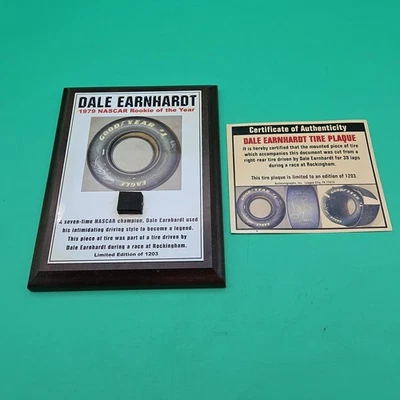 DALE EARNHARDT
1979 NASCAR Rookie of the Year
GOODYEAR
EAGLE
A seven-time NASCAR champion, Dale Earnhardt used
his intimidating driving style to become a legend.
This piece of tire was part of a tire driven by
Dale Earnhardt during a race at Rockingham.
Limited Edition of 1203
Certificate of Authenticity
DALE EARNHARDT TIRE PLAQUE
It is hereby certified that the mounted piece of tire
which accompanies this document was cut from a
right-rear tire driven by Dale Earnhardt for 35 laps
during a race at Rockingham.
This tire plaque is limited to an edition of 1203